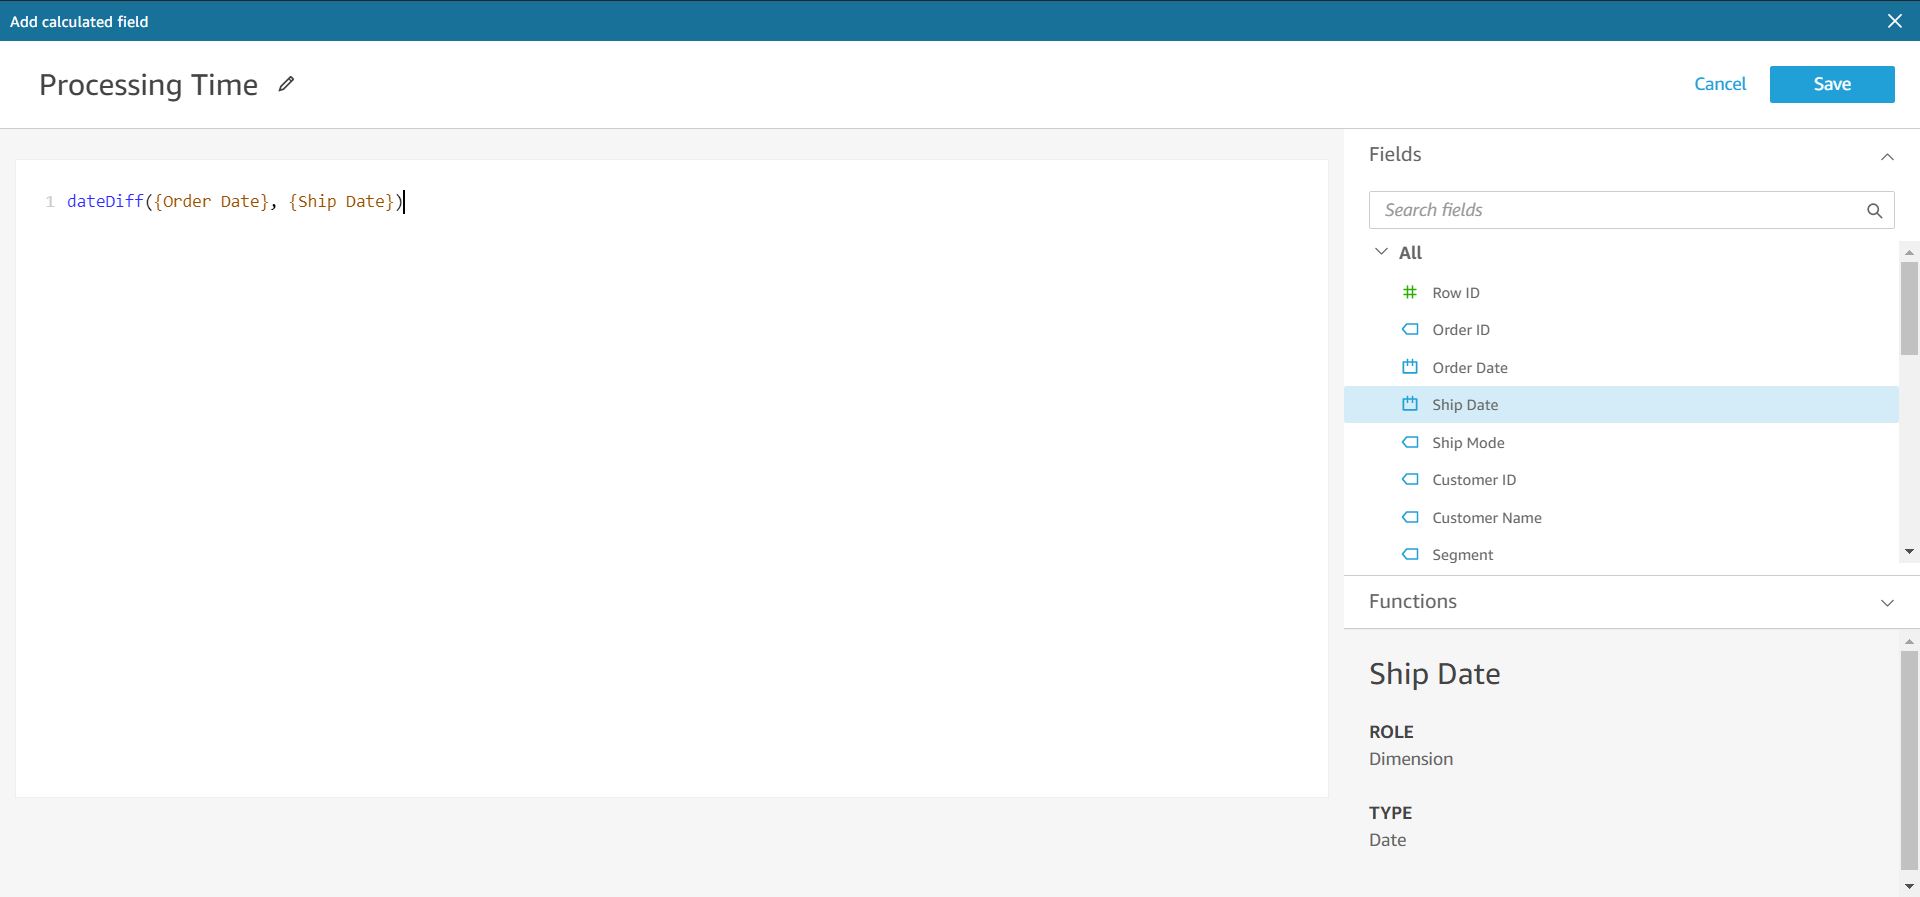 Add calculated field
Processing Time
Cancel
Save
1 dateDiff({Order Date}, {Ship Date})
Fields
Search fields
All
Row ID
Order ID
Order Date
Ship Date
Ship Mode
Customer ID
Customer Name
Segment
Functions
Ship Date
ROLE
Dimension
TYPE
Date